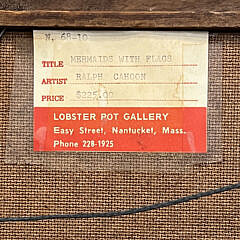 N. 68-10
TITLE MERMAIDS WITH FLAGS
ARTIST RALPH CAHOON
PRICE $225.00
LOBSTER POT GALLERY
Easy Street, Nantucket, Mass.
Phone 228-1925